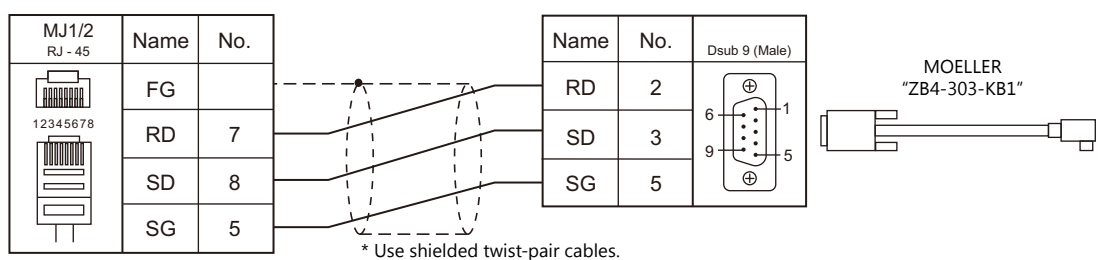 MJ1/2
RJ - 45
Name No.
FG
RD 7
SD 8
SG 5
12345678
* Use shielded twist-pair cables.
Name No.
Dsub 9 (Male)
RD 2
SD 3
SG 5
6
1
9
5
MOELLER
“ZB4-303-KB1”